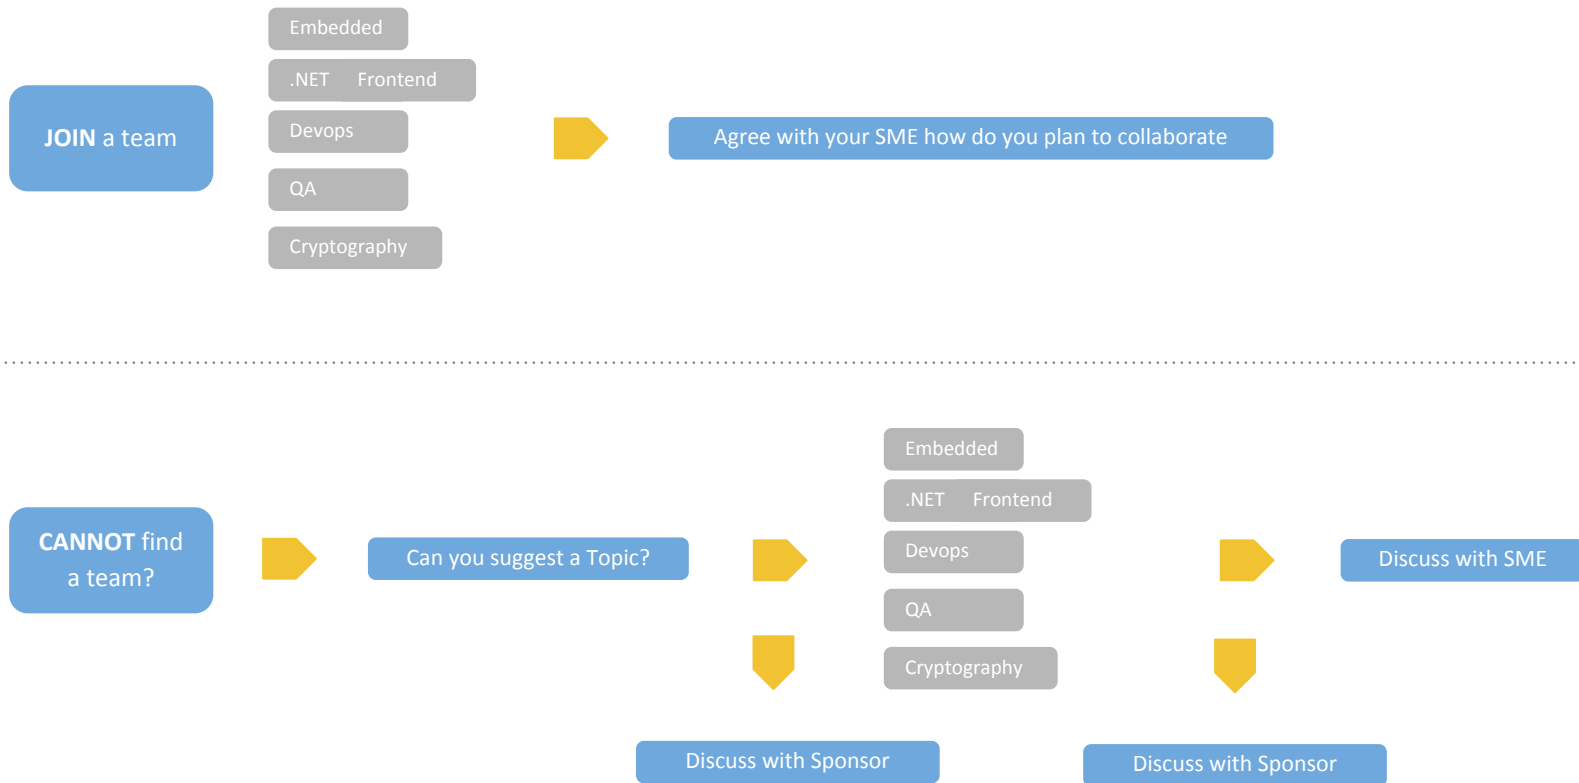 Embedded
.NET Frontend
JOIN a team
Devops
Agree with your SME how do you plan to collaborate
QA
Cryptography
Embedded
.NET Frontend
CANNOT find
a team?
Can you suggest a Topic?
Devops
Discuss with SME
QA
Cryptography
Discuss with Sponsor
Discuss with Sponsor